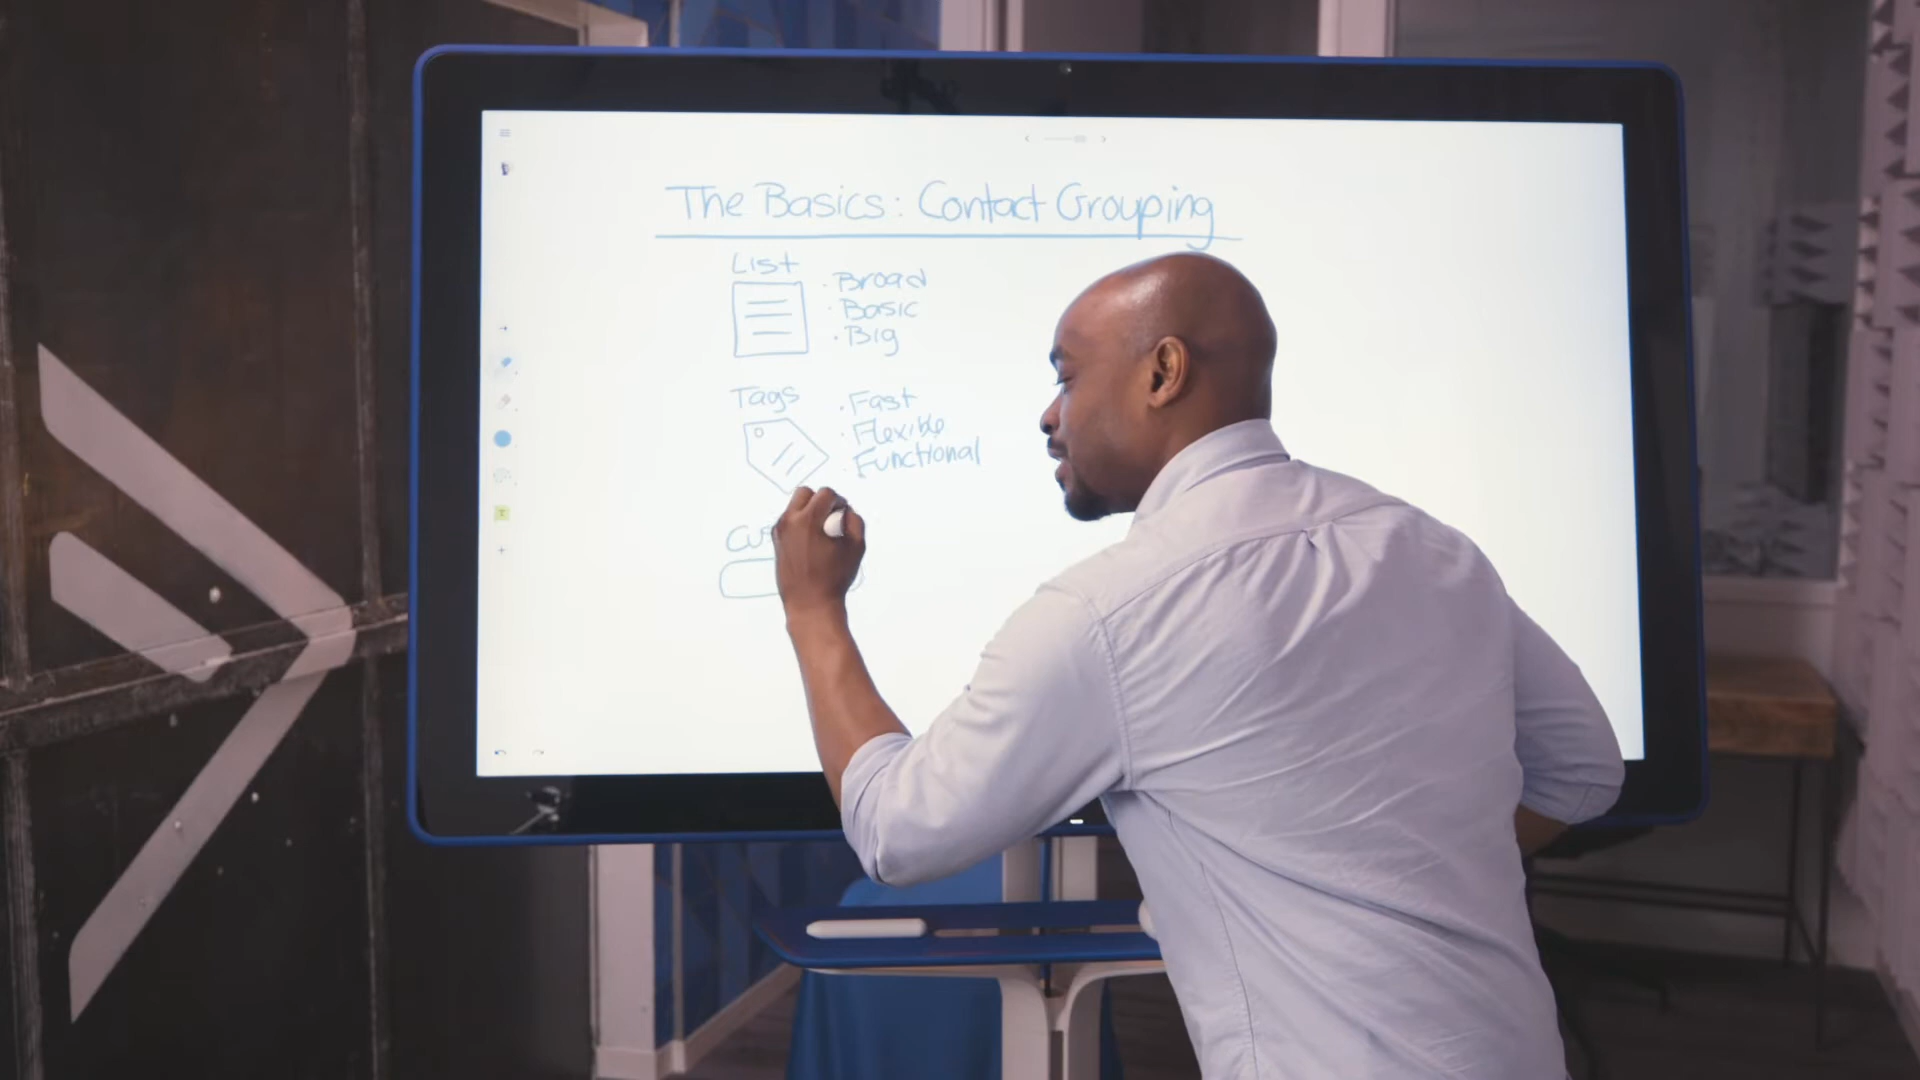 The Basics: Contact Grouping
List
· Broad
· Basic
· Big
Tags
· Fast
· Flexible
· Functional